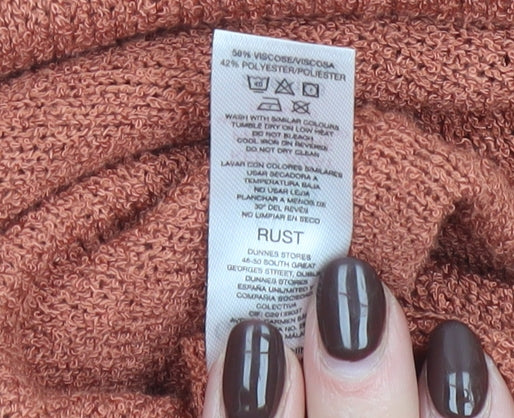 58% VISCOSE/VISCOSA
42% POLYESTER/POLIESTER
WASH WITH SIMILAR COLOURS
TUMBLE DRY ON LOW HEAT
DO NOT BLEACH
COOL IRON ON REVERSE
DO NOT DRY CLEAN
LAVAR CON COLORES SIMILARES
USAR SECADORA A
TEMPERATURA BAJA
NO USAR LEJIA
PLANCHAR A MENOS DE
30º DEL REVÉS
NO LIMPIAR EN SECO
RUST
DUNNES STORES
46-50 SOUTH GREAT
GEORGES STREET, DUBLIN
DUNNES STORES
ESPAÑA UNLIMITED
COMPAÑIA SOCIEDAD
COLECTIVA
CIF: